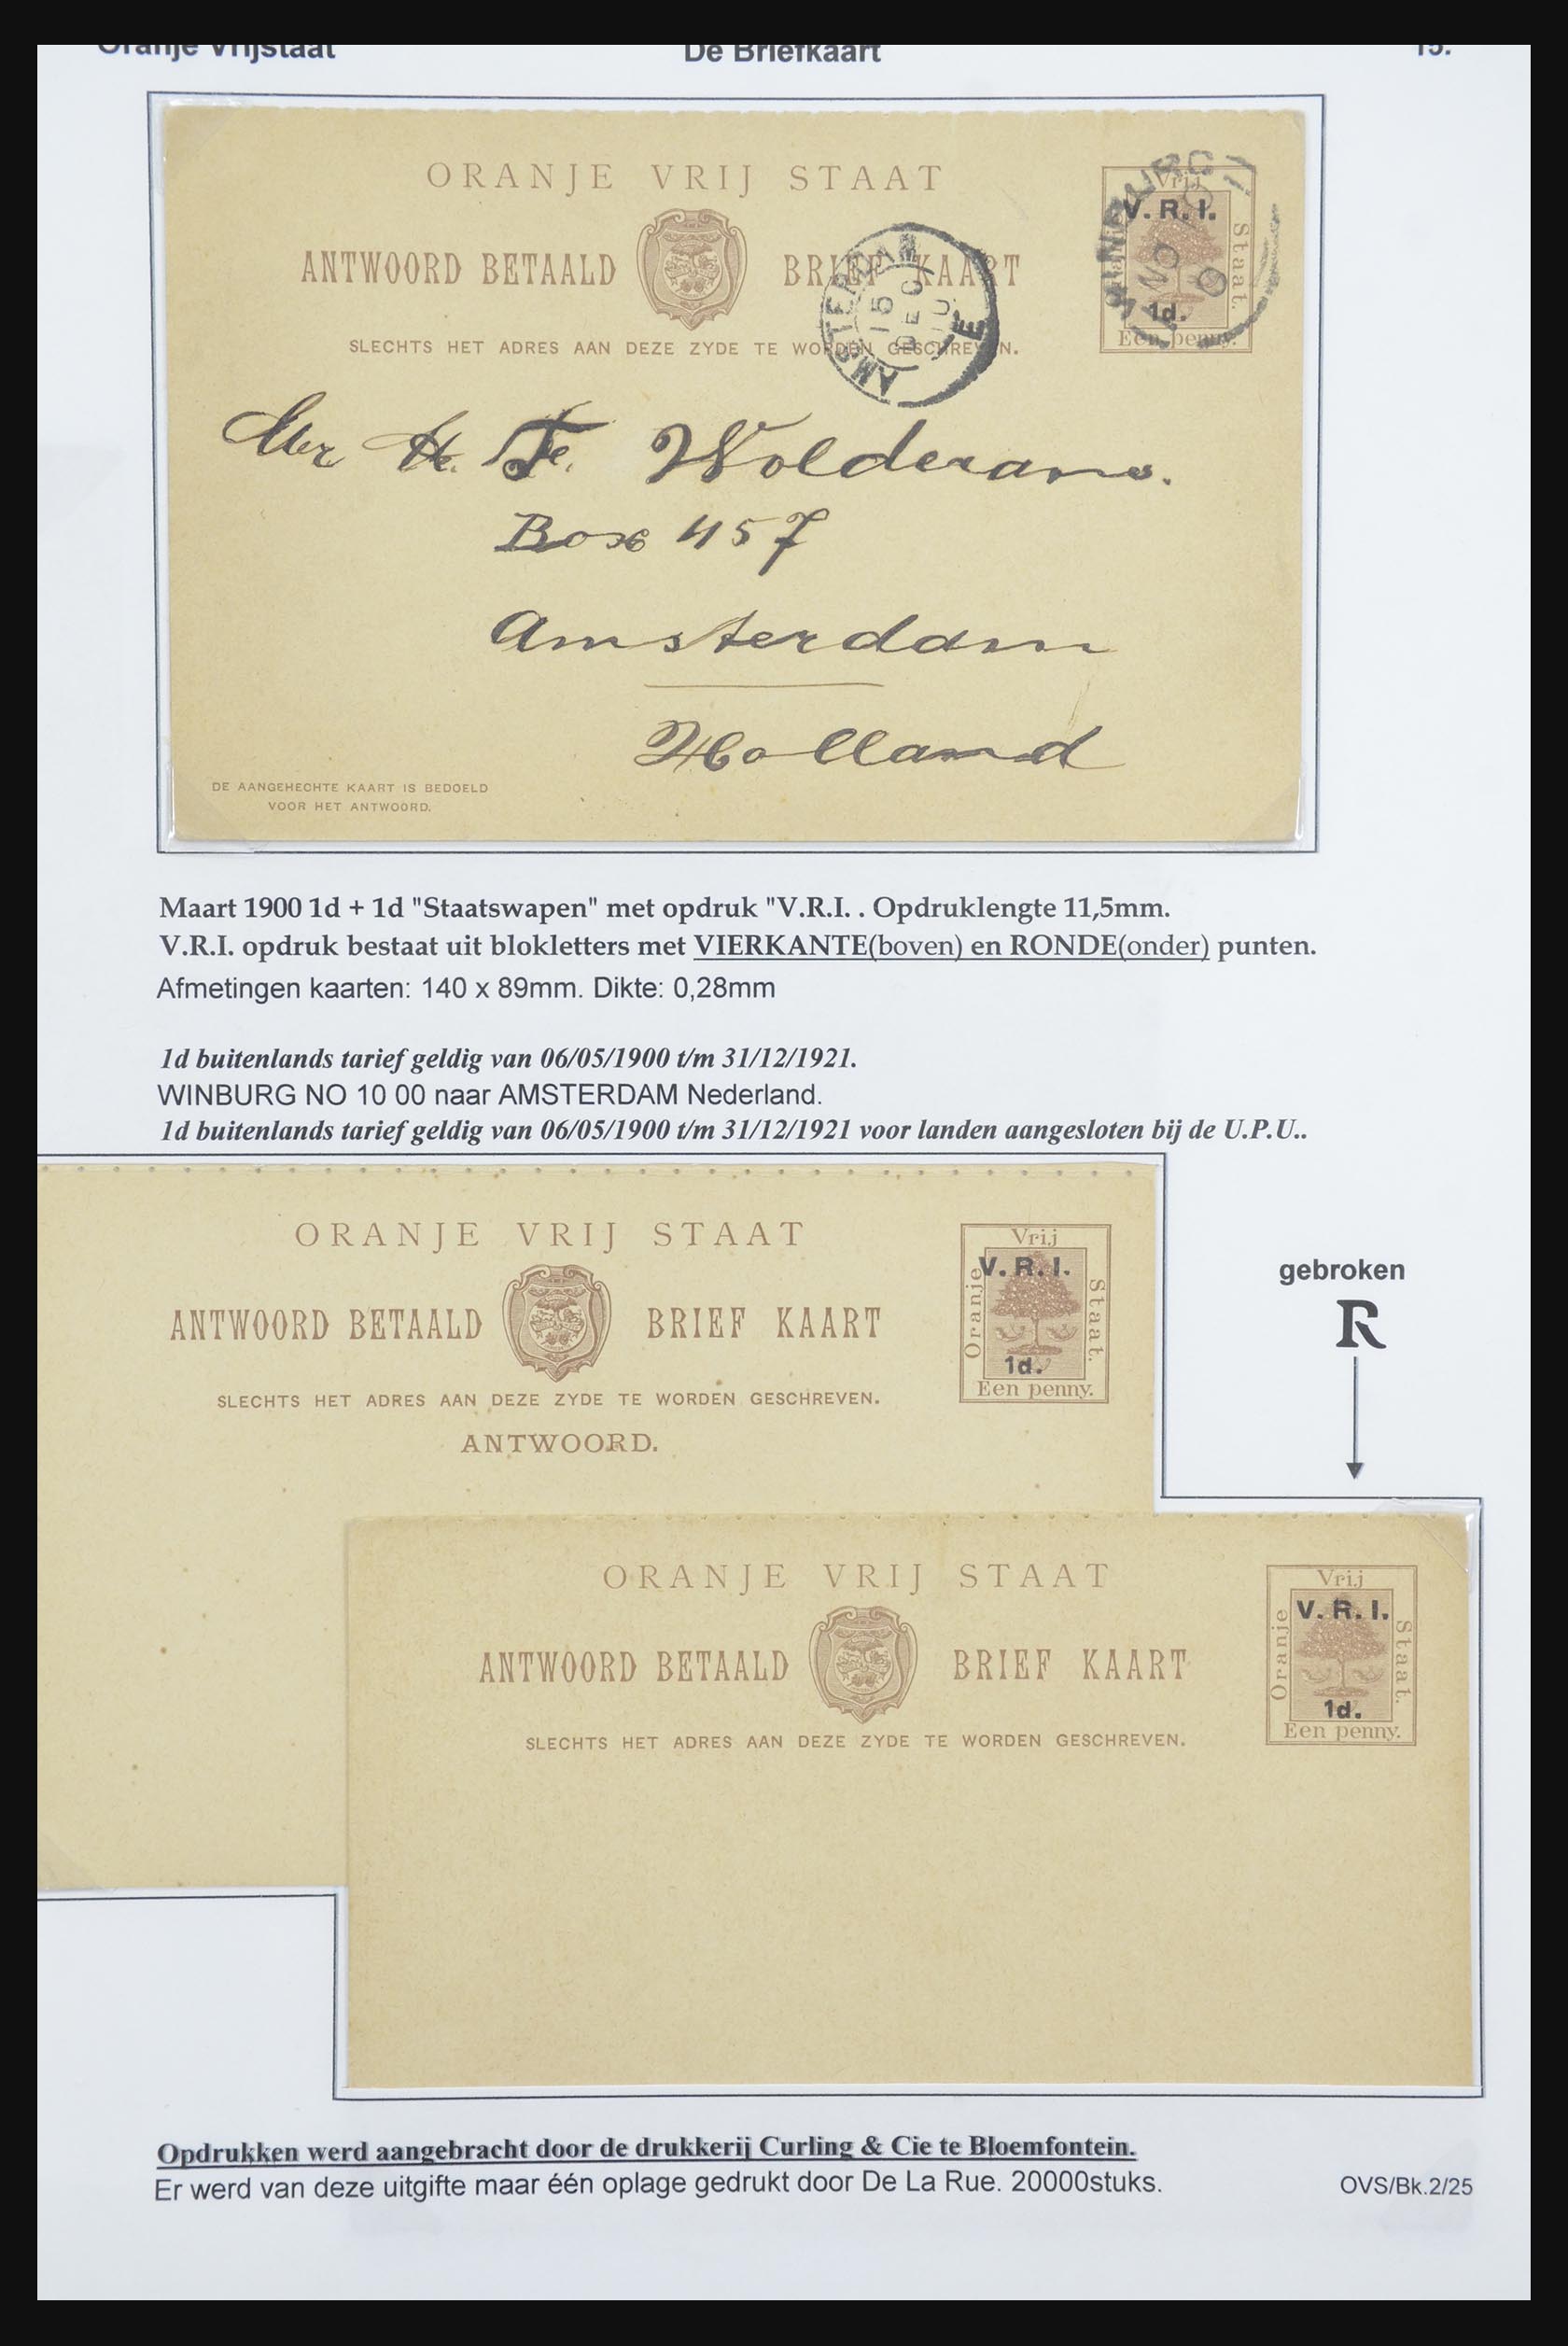 Oranje Vrijstaat De Briefkaart 15.
ORANJE VRIJ STAAT
ANTWOORD BETAALD BRIEF KAART
SLECHTS HET ADRES AAN DEZE ZYDE TE WORDEN GESCHREVEN.
Vrij
Staat.
V.R.I.
1d.
Een penny.
WINBURG
NO 10
AMSTERDAM
15 DEC
E
Mr H. Fe.
Box 457
Amsterdam
Holland
DE AANGEHECHTE KAART IS BEDOELD
VOOR HET ANTWOORD.
Maart 1900 1d + 1d "Staatswapen" met opdruk "V.R.I. . Opdruklengte 11,5mm.
V.R.I. opdruk bestaat uit blokletters met VIERKANTE(boven) en RONDE(onder) punten.
Afmetingen kaarten: 140 x 89mm. Dikte: 0,28mm
1d buitenlands tarief geldig van 06/05/1900 t/m 31/12/1921.
WINBURG NO 10 00 naar AMSTERDAM Nederland.
1d buitenlands tarief geldig van 06/05/1900 t/m 31/12/1921 voor landen aangesloten bij de U.P.U..
ORANJE VRIJ STAAT
ANTWOORD BETAALD BRIEF KAART
SLECHTS HET ADRES AAN DEZE ZYDE TE WORDEN GESCHREVEN.
ANTWOORD.
Vrij
Oranje
Staat.
V.R.I.
1d.
Een penny.
gebroken
R
ORANJE VRIJ STAAT
ANTWOORD BETAALD BRIEF KAART
SLECHTS HET ADRES AAN DEZE ZYDE TE WORDEN GESCHREVEN.
Vrij
Oranje
Staat.
V.R.I.
1d.
Een penny.
Opdrukken werd aangebracht door de drukkerij Curling & Cie te Bloemfontein.
Er werd van deze uitgifte maar één oplage gedrukt door De La Rue. 20000stuks. OVS/Bk.2/25